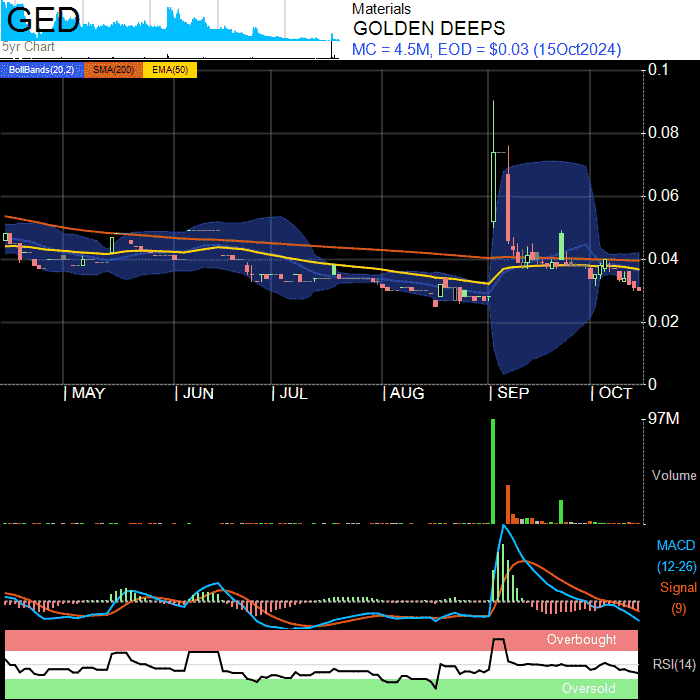 GED
5yr Chart
Materials
GOLDEN DEEPS
MC = 4.5M, EOD = $0.03 (15Oct2024)
BollBands(20,2) SMA(200) EMA(50)
0.1
0.08
0.06
0.04
0.02
0
| MAY | JUN | JUL | AUG | SEP | OCT
97M
Volume
MACD
(12-26)
Signal
(9)
Overbought
RSI(14)
Oversold